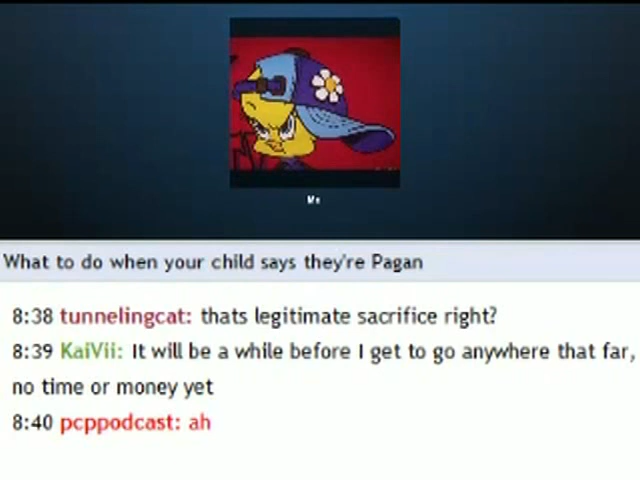 Me
What to do when your child says they're Pagan
8:38 tunnelingcat: thats legitimate sacrifice right?
8:39 KaiVii: It will be a while before I get to go anywhere that far,
no time or money yet
8:40 pcppodcast: ah